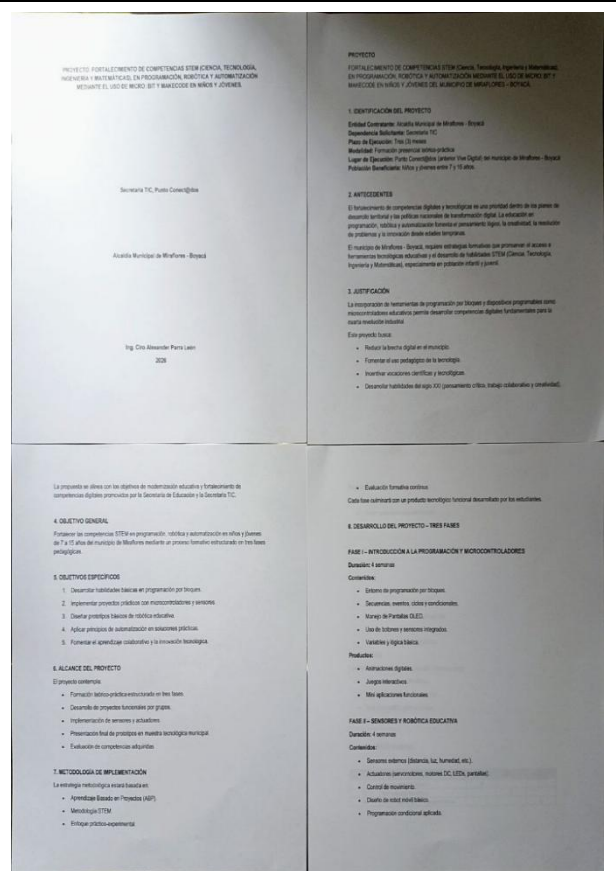 PROYECTO: FORTALECIMIENTO DE COMPETENCIAS STEM (CIENCIA, TECNOLOGÍA,
INGENIERÍA Y MATEMÁTICAS), EN PROGRAMACIÓN, ROBÓTICA Y AUTOMATIZACIÓN
MEDIANTE EL USO DE MICRO: BIT Y MAKECODE EN NIÑOS Y JÓVENES.
Secretaría TIC, Punto Conect@dos
Alcaldía Municipal de Miraflores - Boyacá
Ing. Ciro Alexander Parra Leon
2026
PROYECTO
FORTALECIMIENTO DE COMPETENCIAS STEM (Ciencia, Tecnología, Ingeniería y Matemáticas),
EN PROGRAMACIÓN, ROBÓTICA Y AUTOMATIZACIÓN MEDIANTE EL USO DE MICRO: BIT Y
MAKECODE EN NIÑOS Y JÓVENES DEL MUNICIPIO DE MIRAFLORES – BOYACÁ.
1. IDENTIFICACIÓN DEL PROYECTO
Entidad Contratante: Alcaldía Municipal de Miraflores - Boyacá
Dependencia Solicitante: Secretaría TIC
Plazo de Ejecución: Tres (3) meses
Modalidad: Formación presencial teórico-práctica
Lugar de Ejecución: Punto Conect@dos (anterior Vive Digital) del municipio de Miraflores - Boyacá
Población Beneficiaria: Niños y jóvenes entre 7 y 15 años.
2. ANTECEDENTES
El fortalecimiento de competencias digitales y tecnológicas es una prioridad dentro de los planes de
desarrollo territorial y las políticas nacionales de transformación digital. La educación en
programación, robótica y automatización fomenta el pensamiento lógico, la creatividad, la resolución
de problemas y la innovación desde edades tempranas.
El municipio de Miraflores - Boyacá, requiere estrategias formativas que promuevan el acceso a
herramientas tecnológicas educativas y el desarrollo de habilidades STEM (Ciencia, Tecnología,
Ingeniería y Matemáticas), especialmente en población infantil y juvenil.
3. JUSTIFICACIÓN
La incorporación de herramientas de programación por bloques y dispositivos programables como
microcontroladores educativos permite desarrollar competencias digitales fundamentales para la
cuarta revolución industrial.
Este proyecto busca:
• Reducir la brecha digital en el municipio.
• Fomentar el uso pedagógico de la tecnología.
• Incentivar vocaciones científicas y tecnológicas.
• Desarrollar habilidades del siglo XXI (pensamiento crítico, trabajo colaborativo y creatividad).
La propuesta se alinea con los objetivos de modernización educativa y fortalecimiento de
competencias digitales promovidos por la Secretaría de Educación y la Secretaría TIC.
4. OBJETIVO GENERAL
Fortalecer las competencias STEM en programación, robótica y automatización en niños y jóvenes
de 7 a 15 años del municipio de Miraflores mediante un proceso formativo estructurado en tres fases
pedagógicas.
5. OBJETIVOS ESPECÍFICOS
1. Desarrollar habilidades básicas en programación por bloques.
2. Implementar proyectos prácticos con microcontroladores y sensores.
3. Diseñar prototipos básicos de robótica educativa.
4. Aplicar principios de automatización en soluciones prácticas.
5. Fomentar el aprendizaje colaborativo y la innovación tecnológica.
6. ALCANCE DEL PROYECTO
El proyecto contempla:
• Formación teórico-práctica estructurada en tres fases.
• Desarrollo de proyectos funcionales por grupos.
• Implementación de sensores y actuadores.
• Presentación final de prototipos en muestra tecnológica municipal.
• Evaluación de competencias adquiridas.
7. METODOLOGÍA DE IMPLEMENTACIÓN
La estrategia metodológica estará basada en:
• Aprendizaje Basado en Proyectos (ABP).
• Metodología STEM
• Enfoque práctico-experimental
• Evaluación formativa continua.
Cada fase culminará con un producto tecnológico funcional desarrollado por los estudiantes.
8. DESARROLLO DEL PROYECTO – TRES FASES
FASE I – INTRODUCCIÓN A LA PROGRAMACIÓN Y MICROCONTROLADORES
Duración: 4 semanas
Contenidos:
• Entorno de programación por bloques.
• Secuencias, eventos, ciclos y condicionales.
• Manejo de Pantallas OLED.
• Uso de botones y sensores integrados.
• Variables y lógica básica.
Productos:
• Animaciones digitales.
• Juegos interactivos.
• Mini aplicaciones funcionales.
FASE II – SENSORES Y ROBÓTICA EDUCATIVA
Duración: 4 semanas
Contenidos:
• Sensores externos (distancia, luz, humedad, etc.).
• Actuadores (servomotores, motores DC, LEDs, pantallas).
• Control de movimiento.
• Diseño de robot móvil básico.
• Programación condicional aplicada.